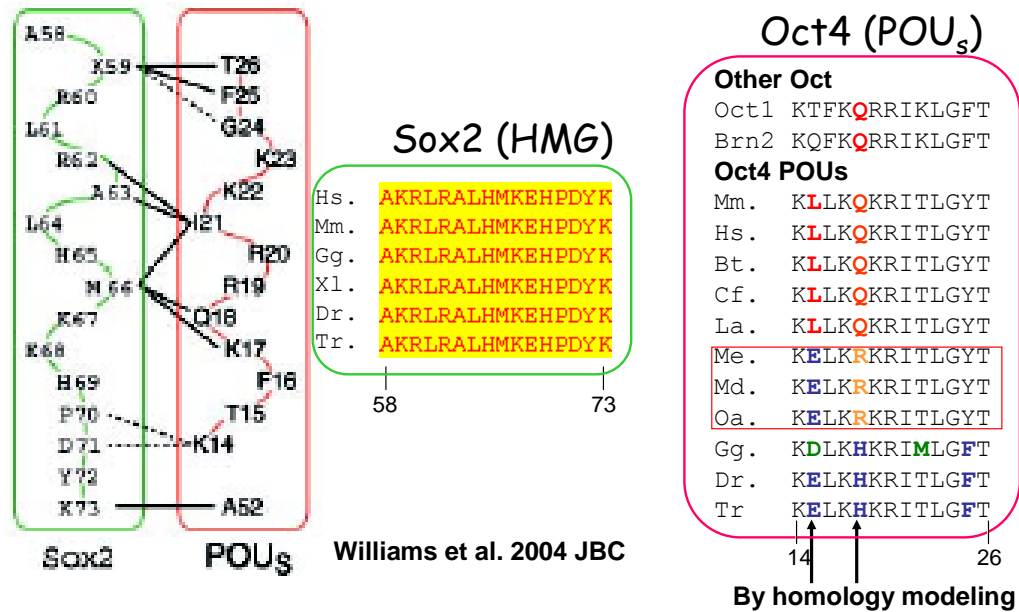 A58
K59
R60
L61
R62
A63
L64
H65
M66
K67
K68
H69
P70
D71
Y72
K73
Sox2
T26
F25
G24
K23
K22
I21
R20
R19
Q18
K17
F16
T15
K14
A52
POUS
Sox2 (HMG)
Hs. AKRLRALHMKEHPDYK
Mm. AKRLRALHMKEHPDYK
Gg. AKRLRALHMKEHPDYK
Xl. AKRLRALHMKEHPDYK
Dr. AKRLRALHMKEHPDYK
Tr. AKRLRALHMKEHPDYK
58 73
Williams et al. 2004 JBC
Oct4 (POUs)
Other Oct
Oct1 KTFKQRRIKLGFT
Brn2 KQFKQRRIKLGFT
Oct4 POUs
Mm. KLLKQKRITLGYT
Hs. KLLKQKRITLGYT
Bt. KLLKQKRITLGYT
Cf. KLLKQKRITLGYT
La. KLLKQKRITLGYT
Me. KELKRKRITLGYT
Md. KELKRKRITLGYT
Oa. KELKRKRITLGYT
Gg. KDLKHKRIMLGFT
Dr. KELKHKRITLGFT
Tr KELKHKRITLGFT
14 26
By homology modeling